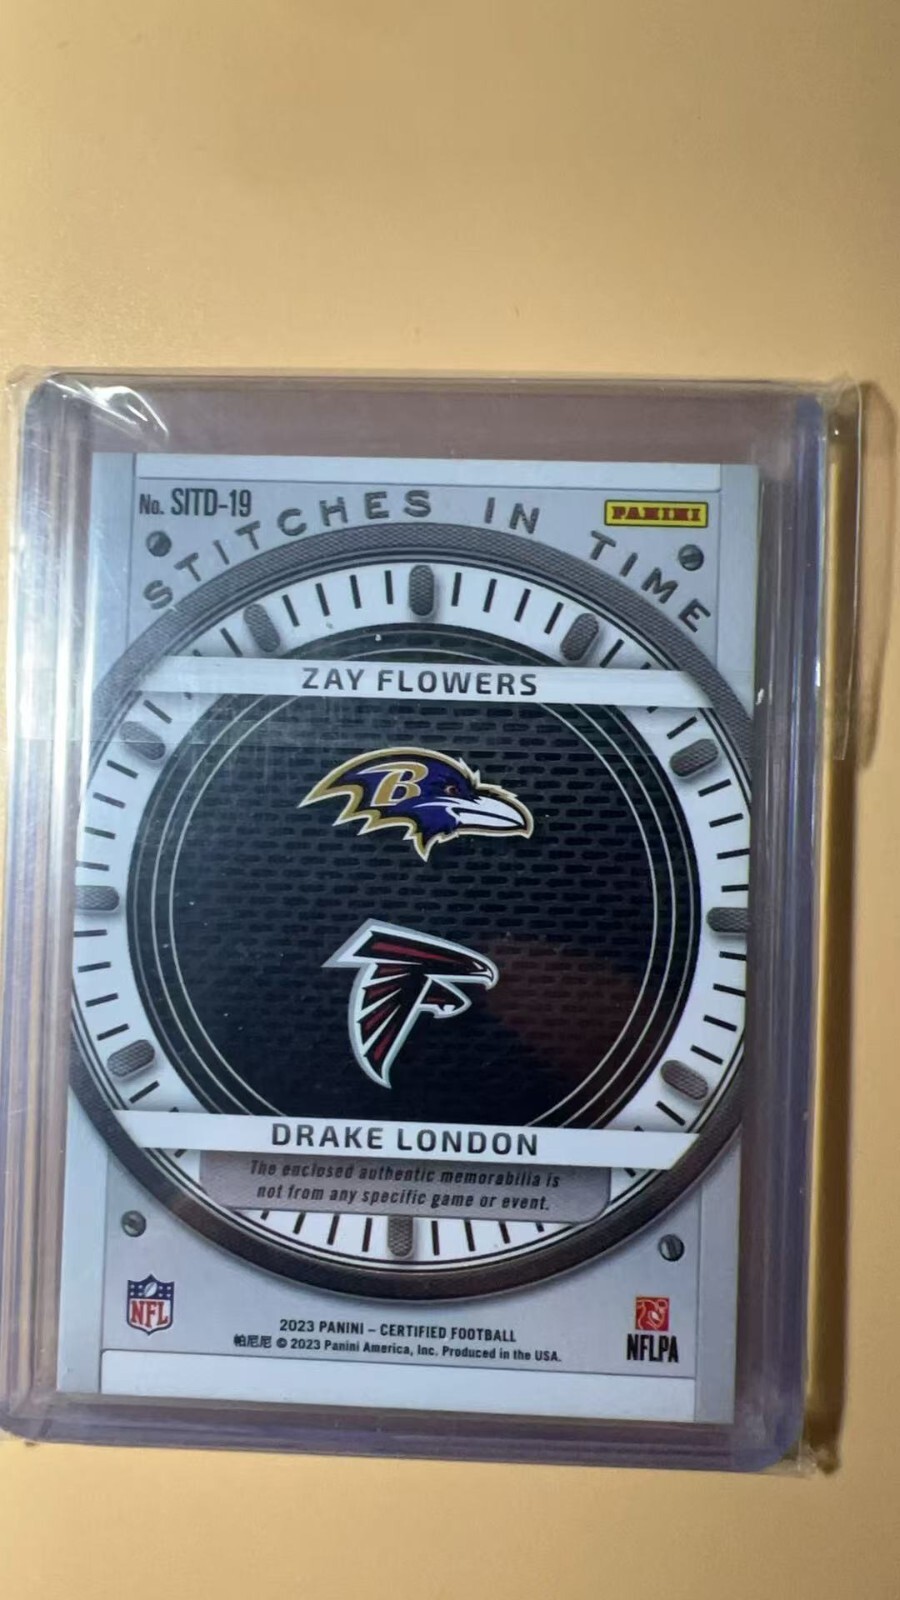 No. SITD-19
STITCHES IN TIME
PANINI
ZAY FLOWERS
B
DRAKE LONDON
The enclosed authentic memorabilia is
not from any specific game or event.
NFL
2023 PANINI – CERTIFIED FOOTBALL
帕尼尼 © 2023 Panini America, Inc. Produced in the USA.
NFLPA